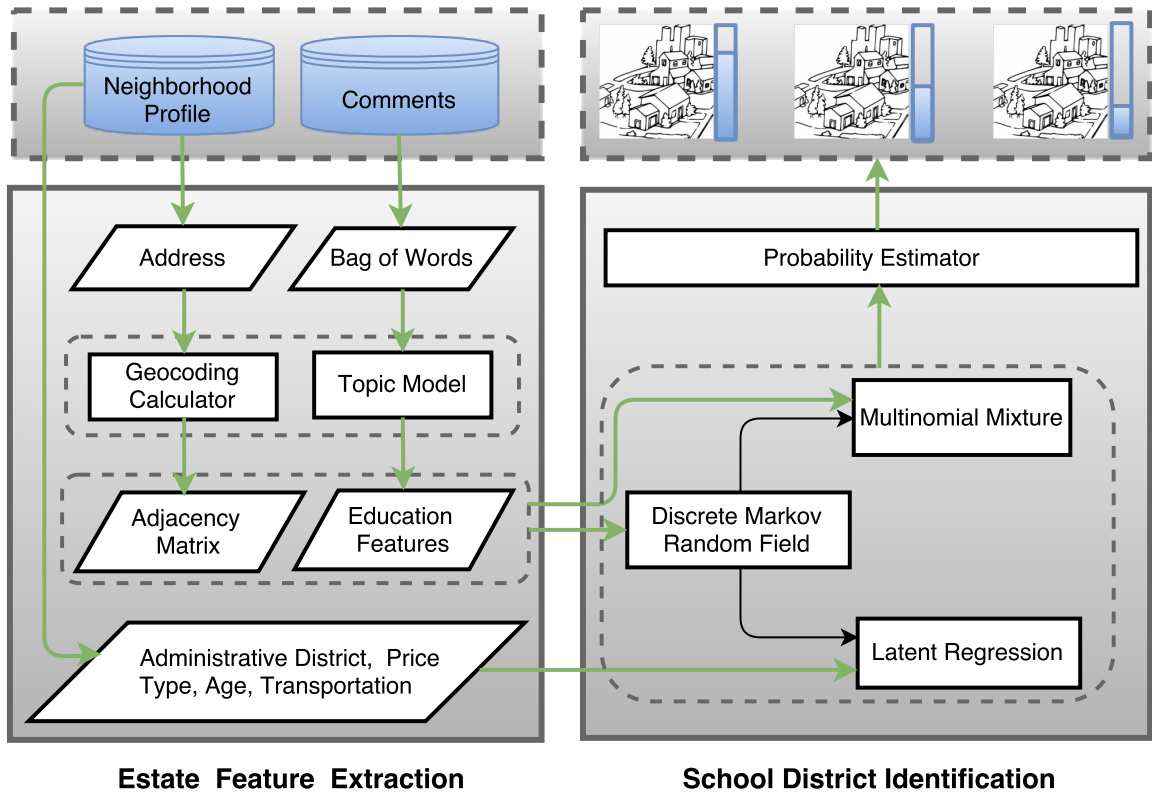 Neighborhood
Profile
Comments
Address
Bag of Words
Geocoding
Calculator
Topic Model
Adjacency
Matrix
Education
Features
Administrative District, Price
Type, Age, Transportation
Estate Feature Extraction
Probability Estimator
Multinomial Mixture
Discrete Markov
Random Field
Latent Regression
School District Identification